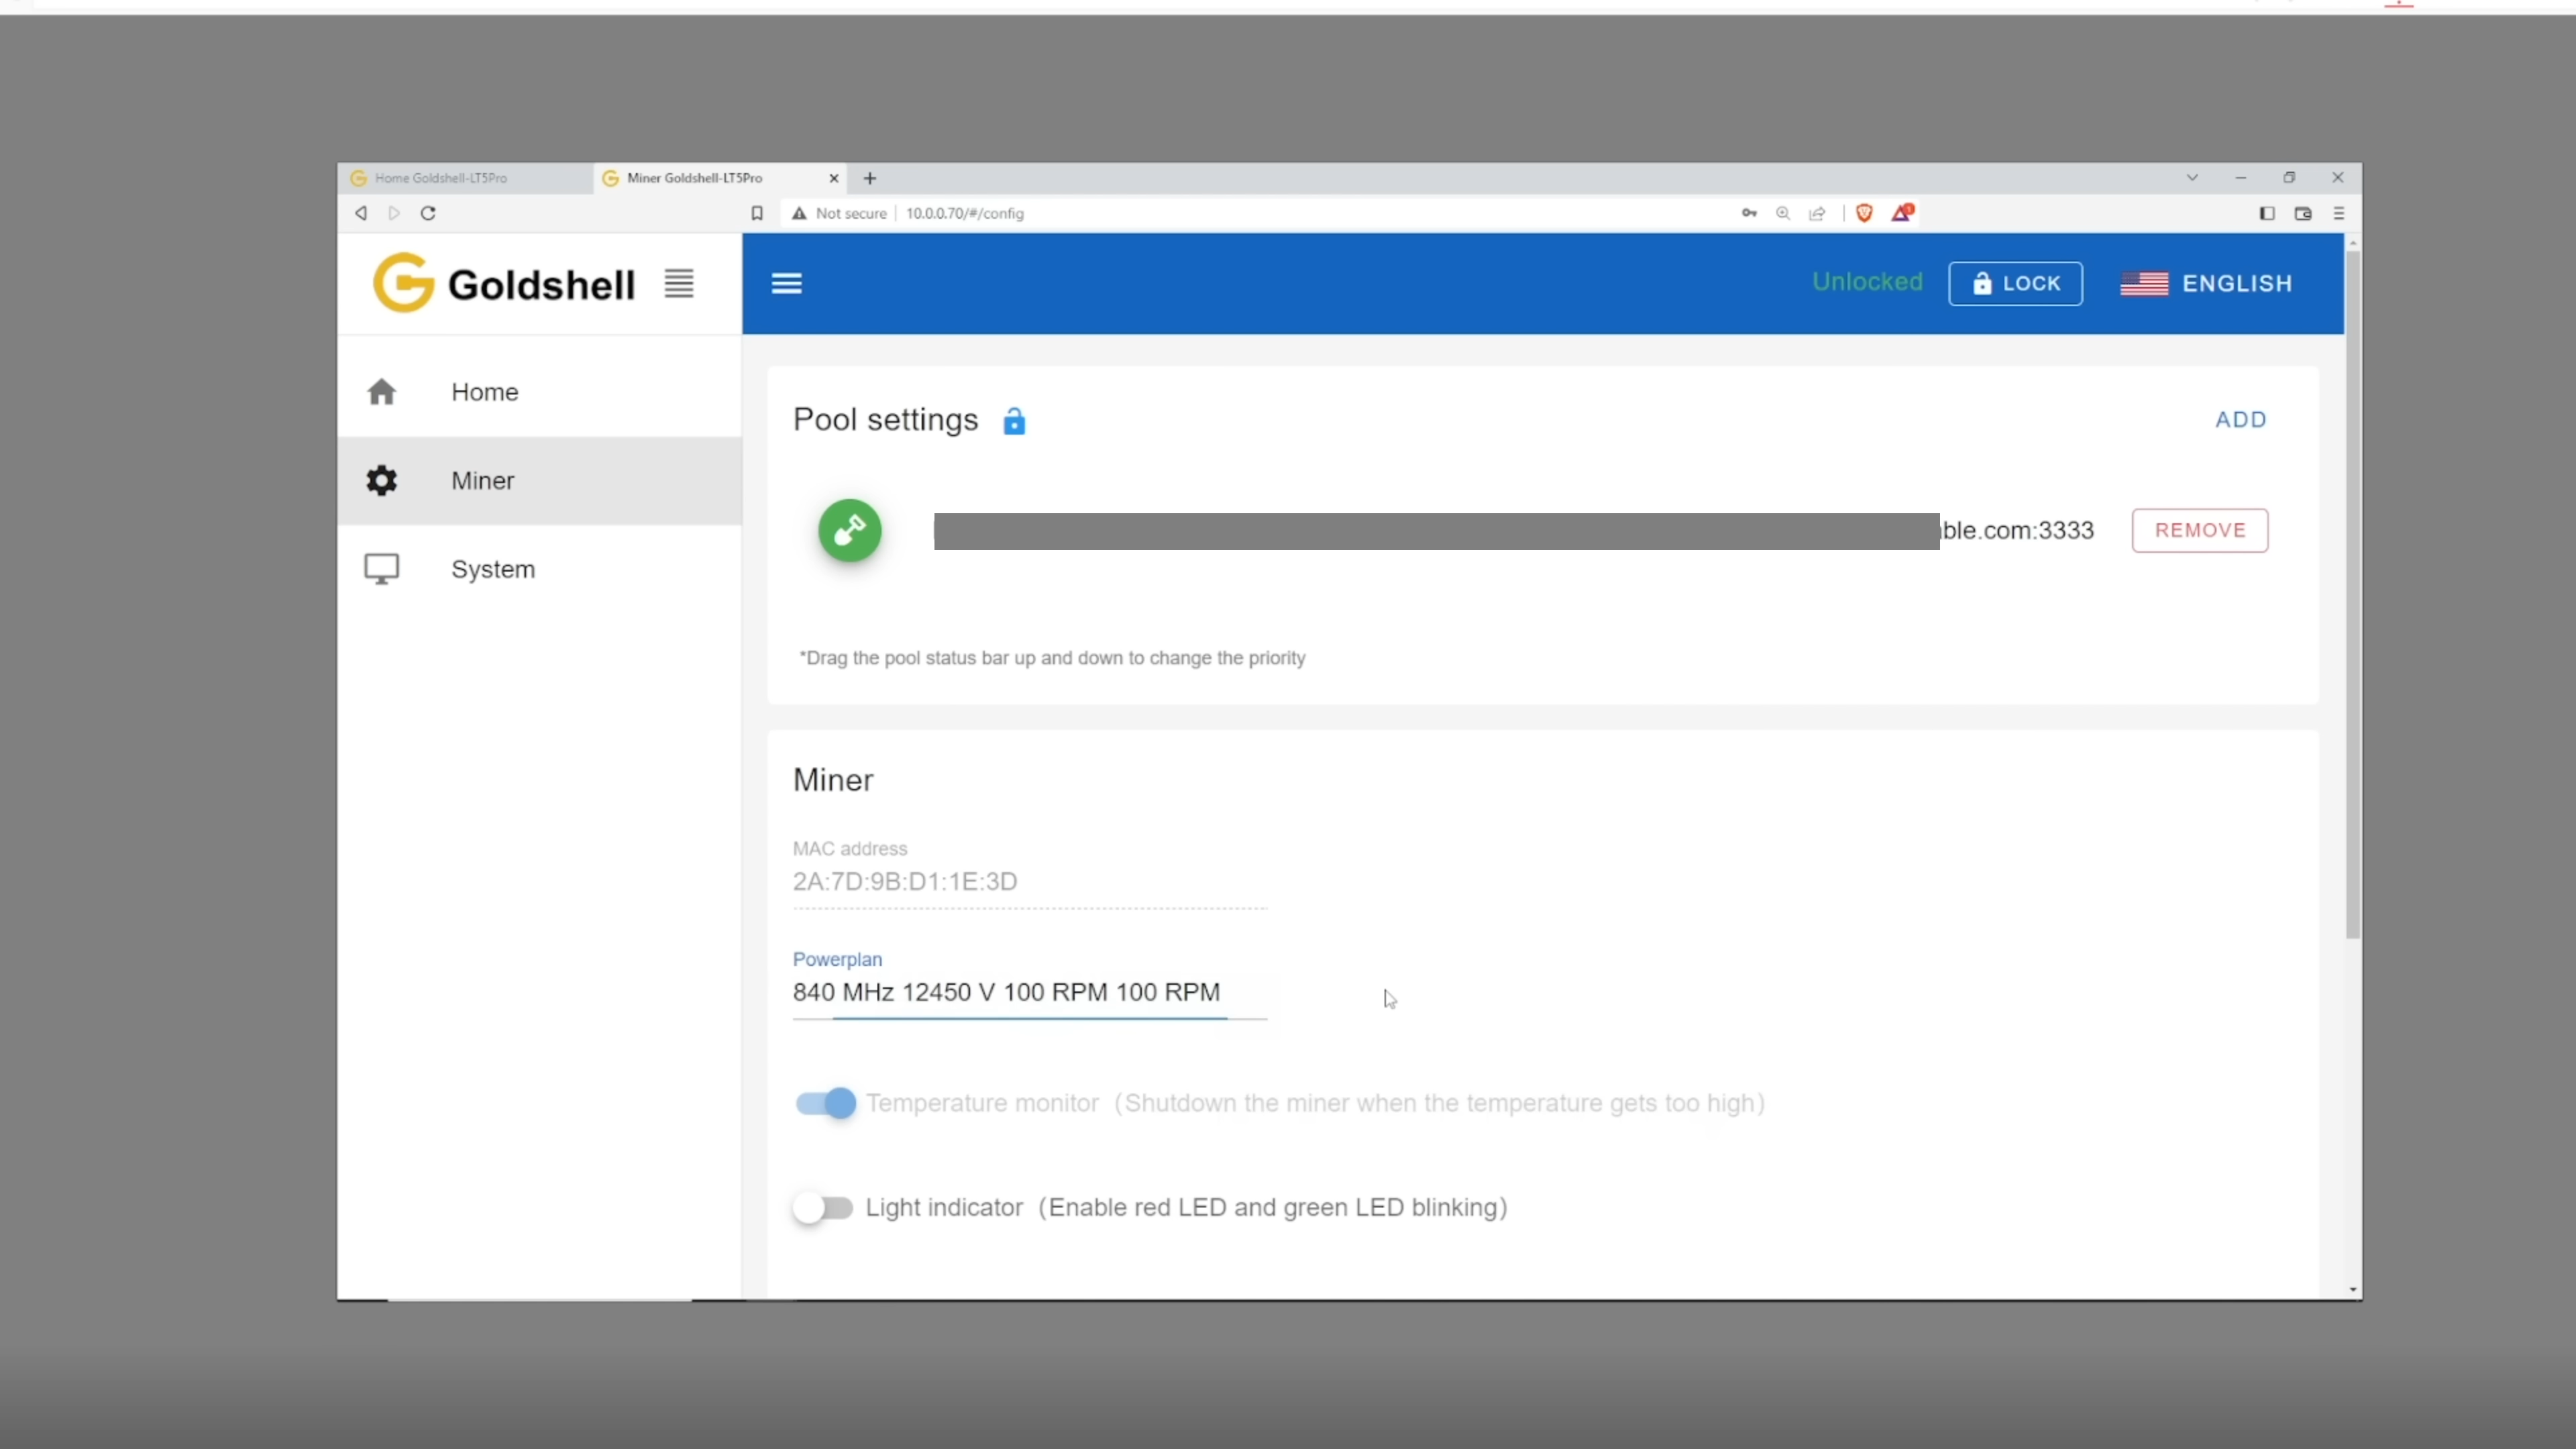 Home Goldshell-LT5Pro
Miner Goldshell-LT5Pro
Not secure
10.0.0.70/#/config
Goldshell
Unlocked
LOCK
ENGLISH
Home
Miner
System
Pool settings
ADD
ble.com:3333
REMOVE
*Drag the pool status bar up and down to change the priority
Miner
MAC address
2A:7D:9B:D1:1E:3D
Powerplan
840 MHz 12450 V 100 RPM 100 RPM
Temperature monitor（Shutdown the miner when the temperature gets too high）
Light indicator（Enable red LED and green LED blinking）